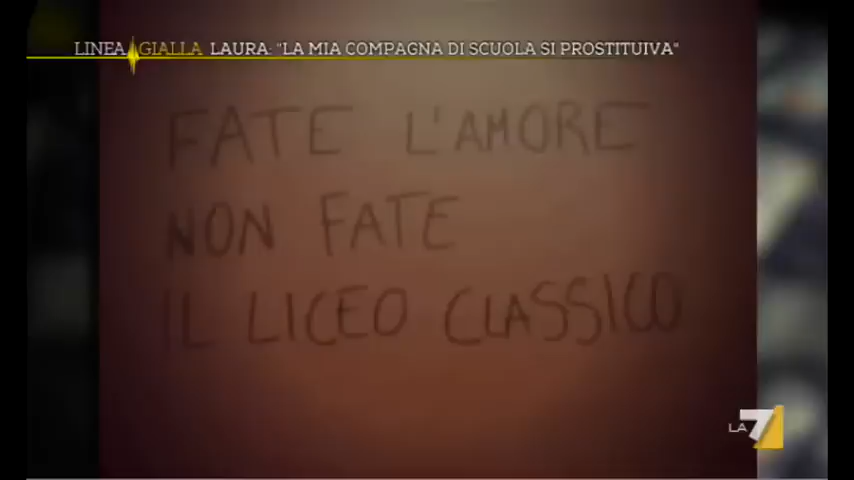 LINEA GIALLA LAURA: "LA MIA COMPAGNA DI SCUOLA SI PROSTITUIVA"
FATE L'AMORE
NON FATE
IL LICEO CLASSICO
LA7